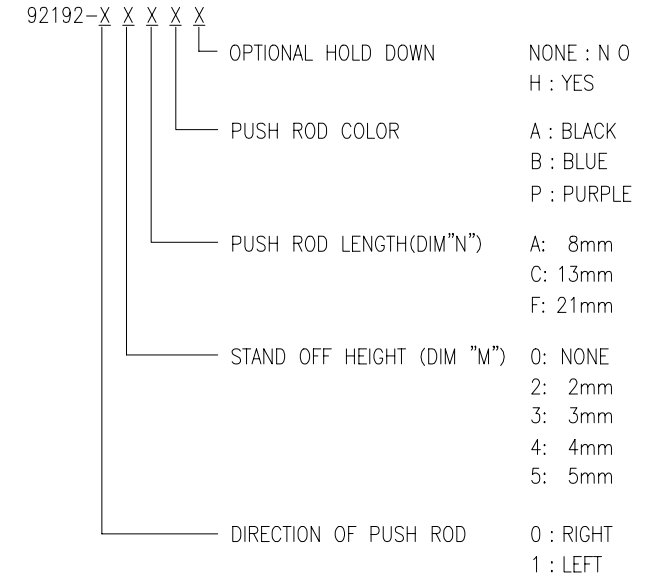 92192-X X X X X
OPTIONAL HOLD DOWN NONE : N O
H : YES
PUSH ROD COLOR A : BLACK
B : BLUE
P : PURPLE
PUSH ROD LENGTH(DIM"N") A: 8mm
C: 13mm
F: 21mm
STAND OFF HEIGHT (DIM "M") 0: NONE
2: 2mm
3: 3mm
4: 4mm
5: 5mm
DIRECTION OF PUSH ROD 0 : RIGHT
1 : LEFT